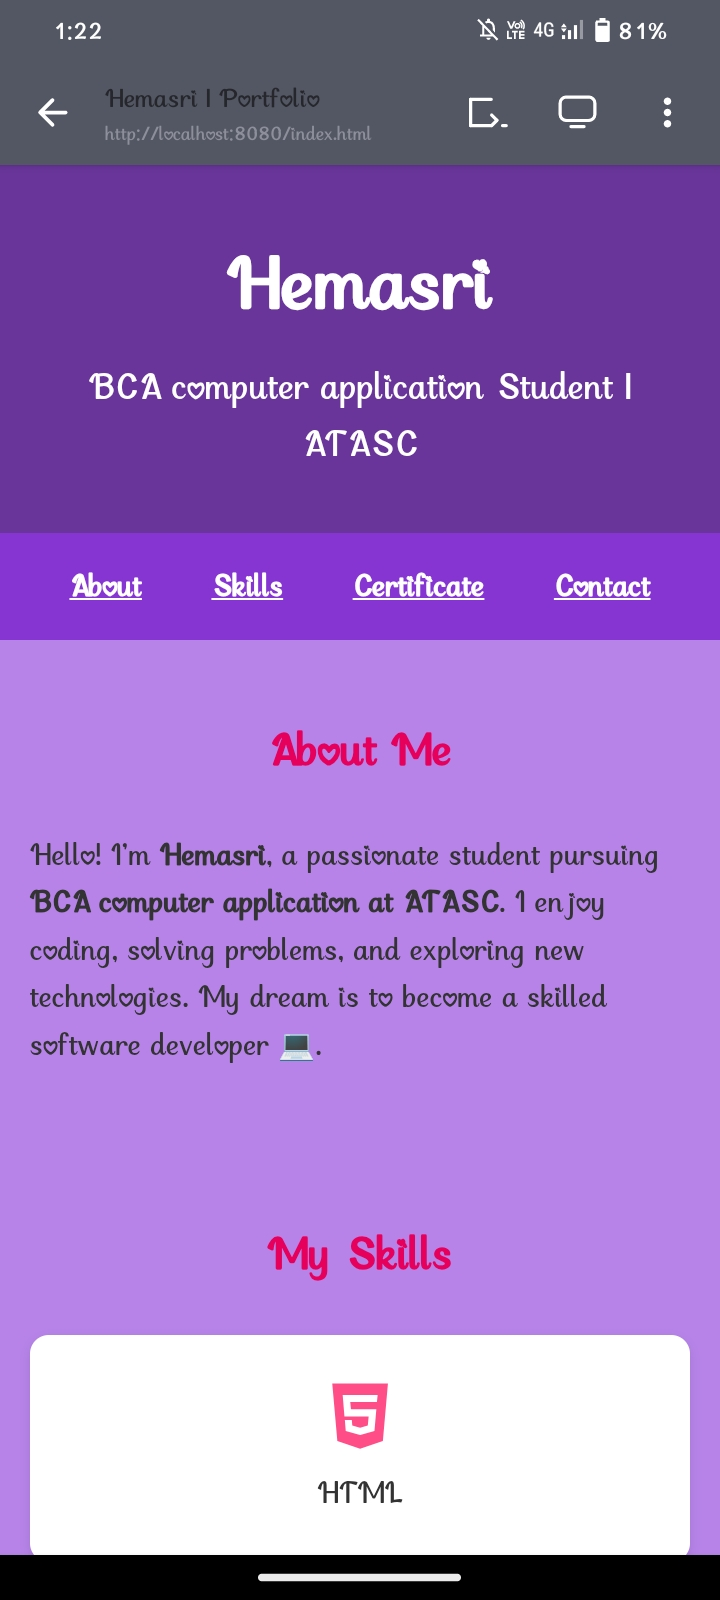 1:22
Vo)) LTE 4G 81%
Hemasri | Portfolio
http://localhost:8080/index.html
Hemasri
BCA computer application Student |
ATASC
About Skills Certificate Contact
About Me
Hello! I'm Hemasri, a passionate student pursuing
BCA computer application at ATASC. I enjoy
coding, solving problems, and exploring new
technologies. My dream is to become a skilled
software developer 💻.
My Skills
5
HTML